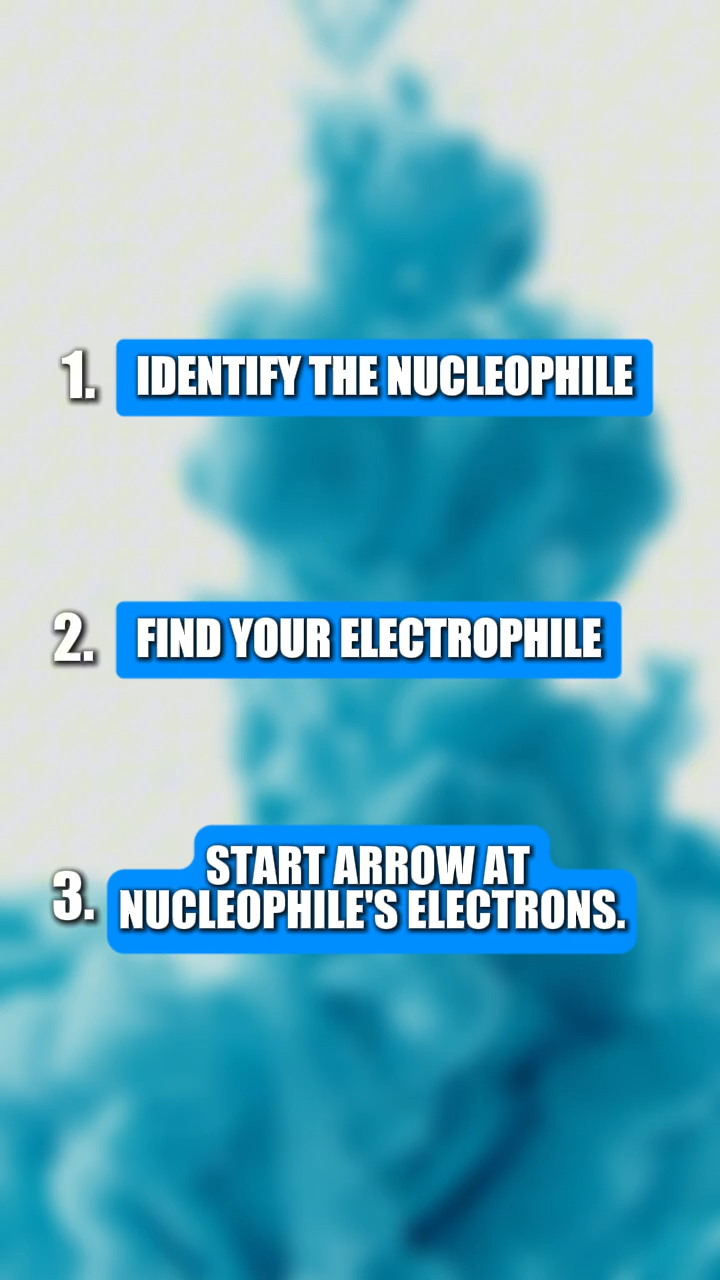 1. IDENTIFY THE NUCLEOPHILE
2. FIND YOUR ELECTROPHILE
3. START ARROW AT
NUCLEOPHILE'S ELECTRONS.